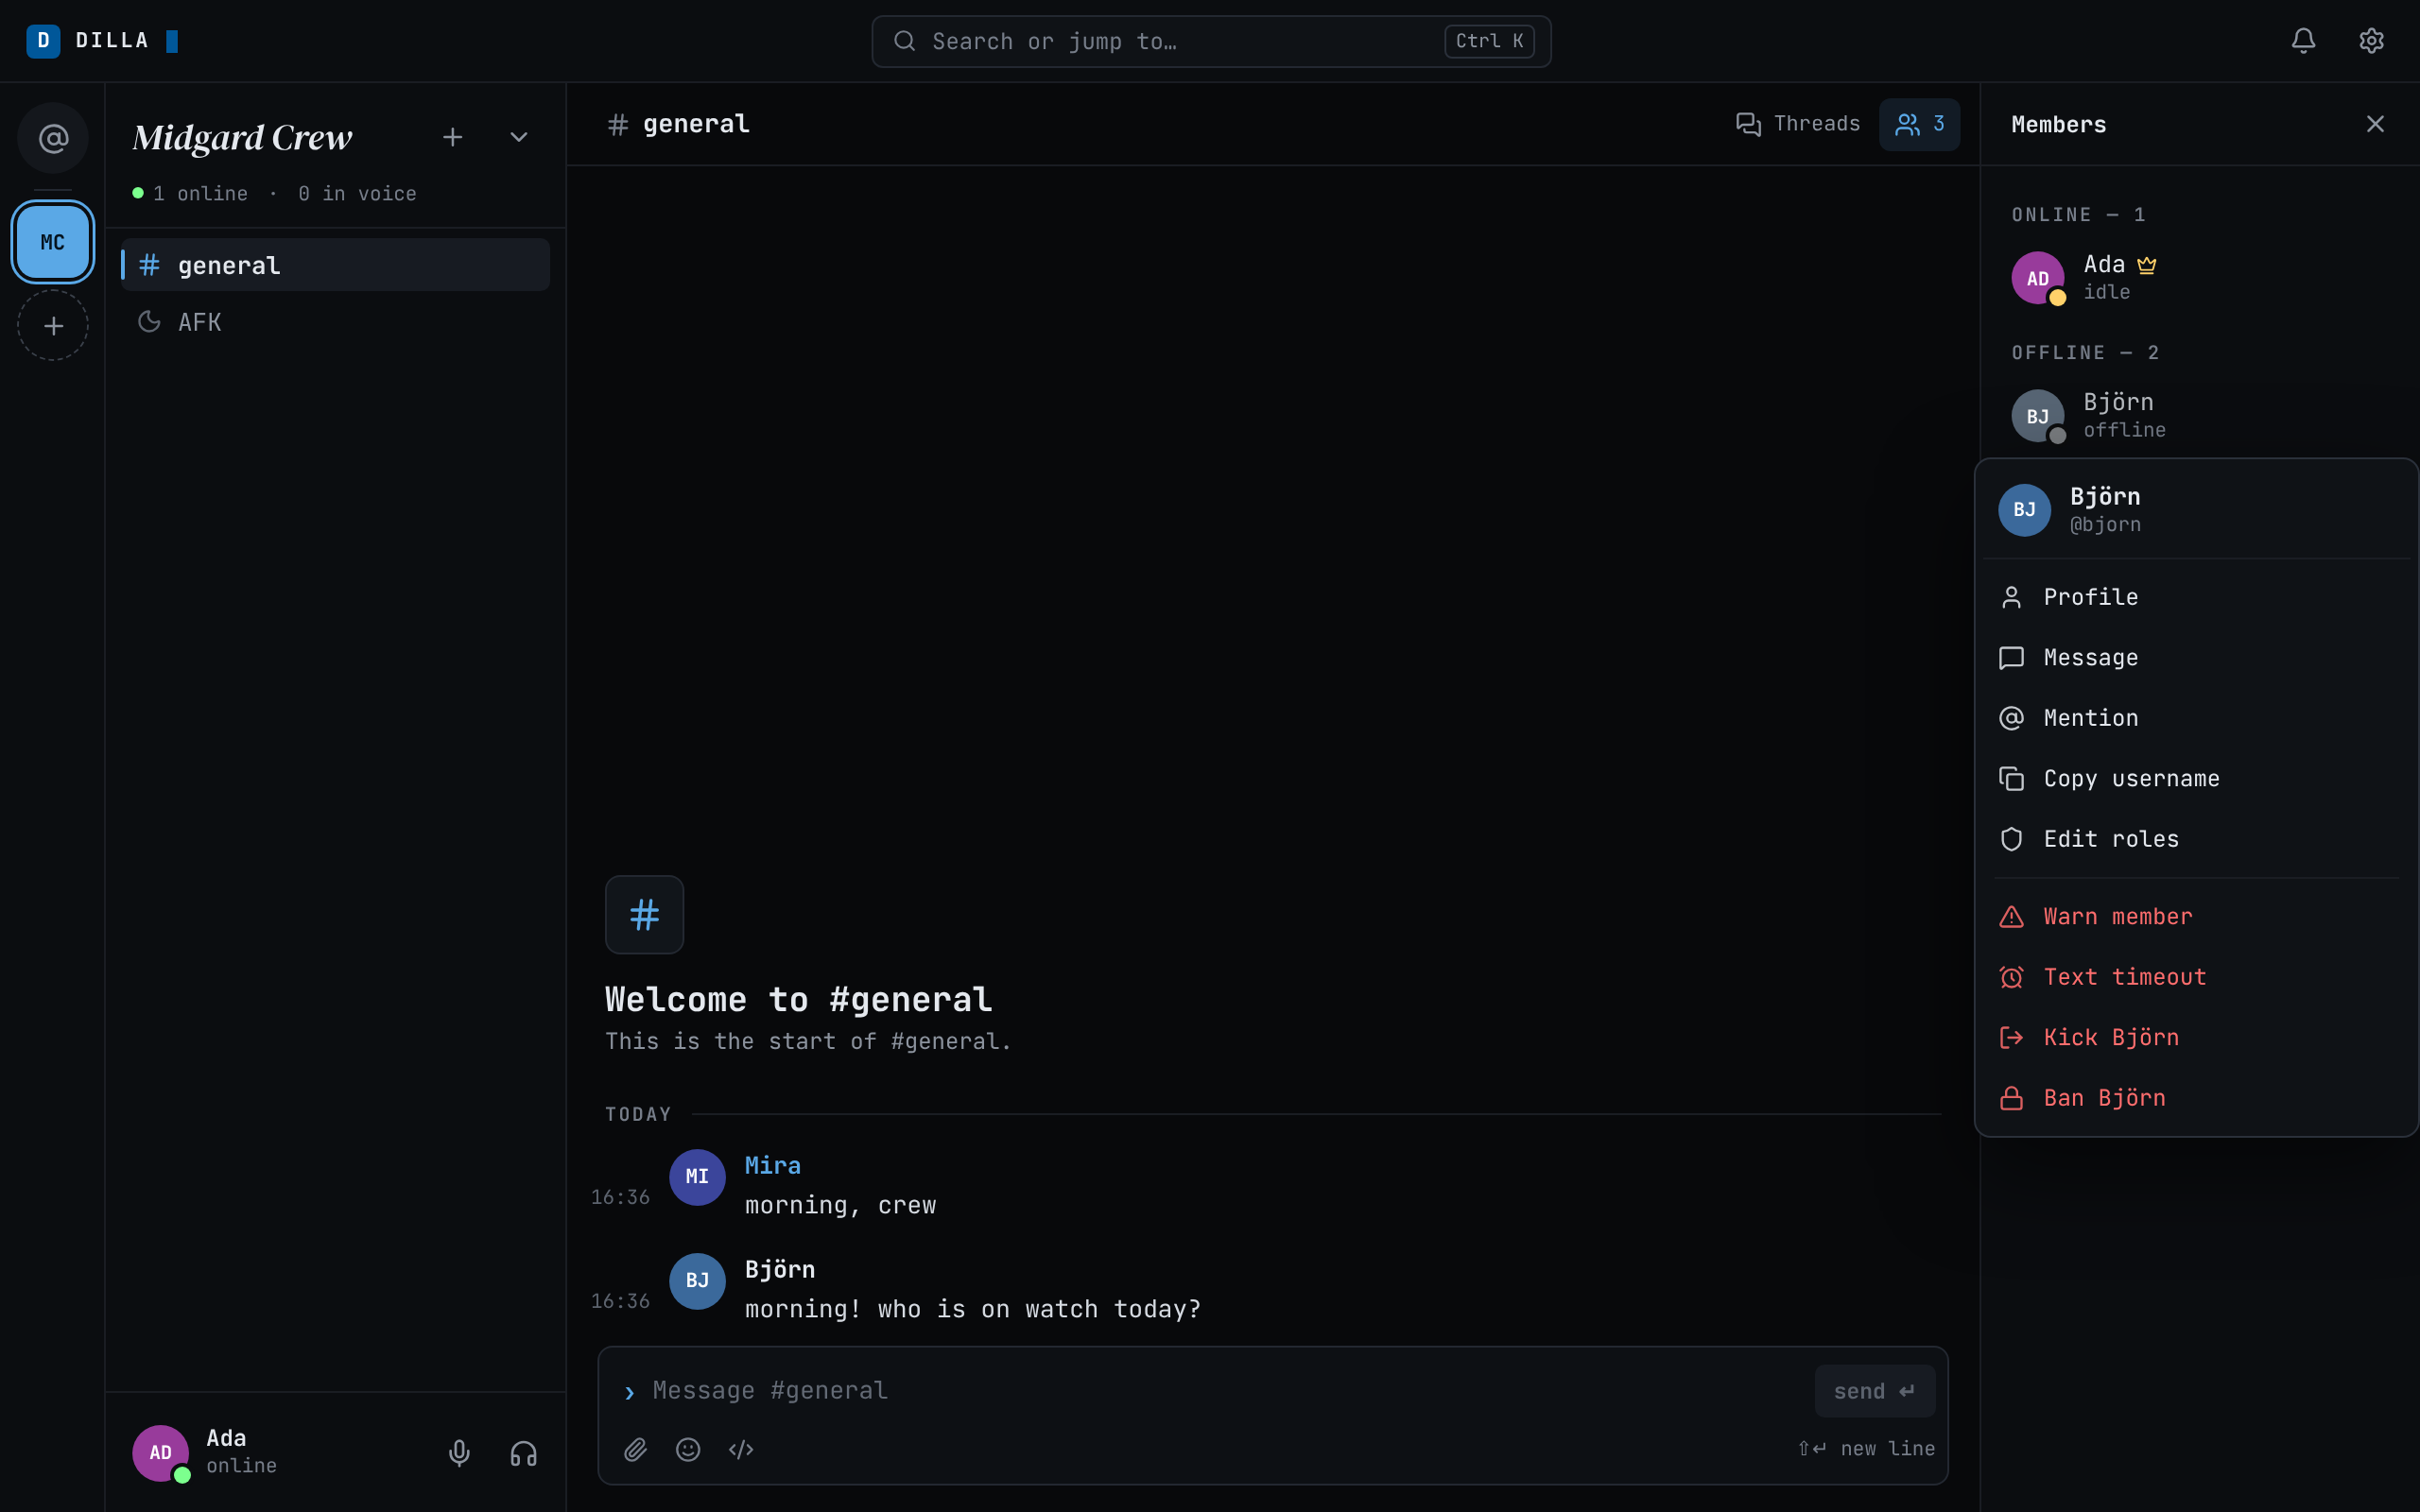 D DILLA
Search or jump to… Ctrl K
@
MC
Midgard Crew
1 online · 0 in voice
# general
AFK
# general
Threads
3
Members
ONLINE — 1
AD
Ada
idle
OFFLINE — 2
BJ
Björn
offline
BJ
Björn
@bjorn
Profile
Message
Mention
Copy username
Edit roles
Warn member
Text timeout
Kick Björn
Ban Björn
#
Welcome to #general
This is the start of #general.
TODAY
MI
Mira
16:36
morning, crew
BJ
Björn
16:36
morning! who is on watch today?
› Message #general
send ↵
⇧↵ new line
AD
Ada
online